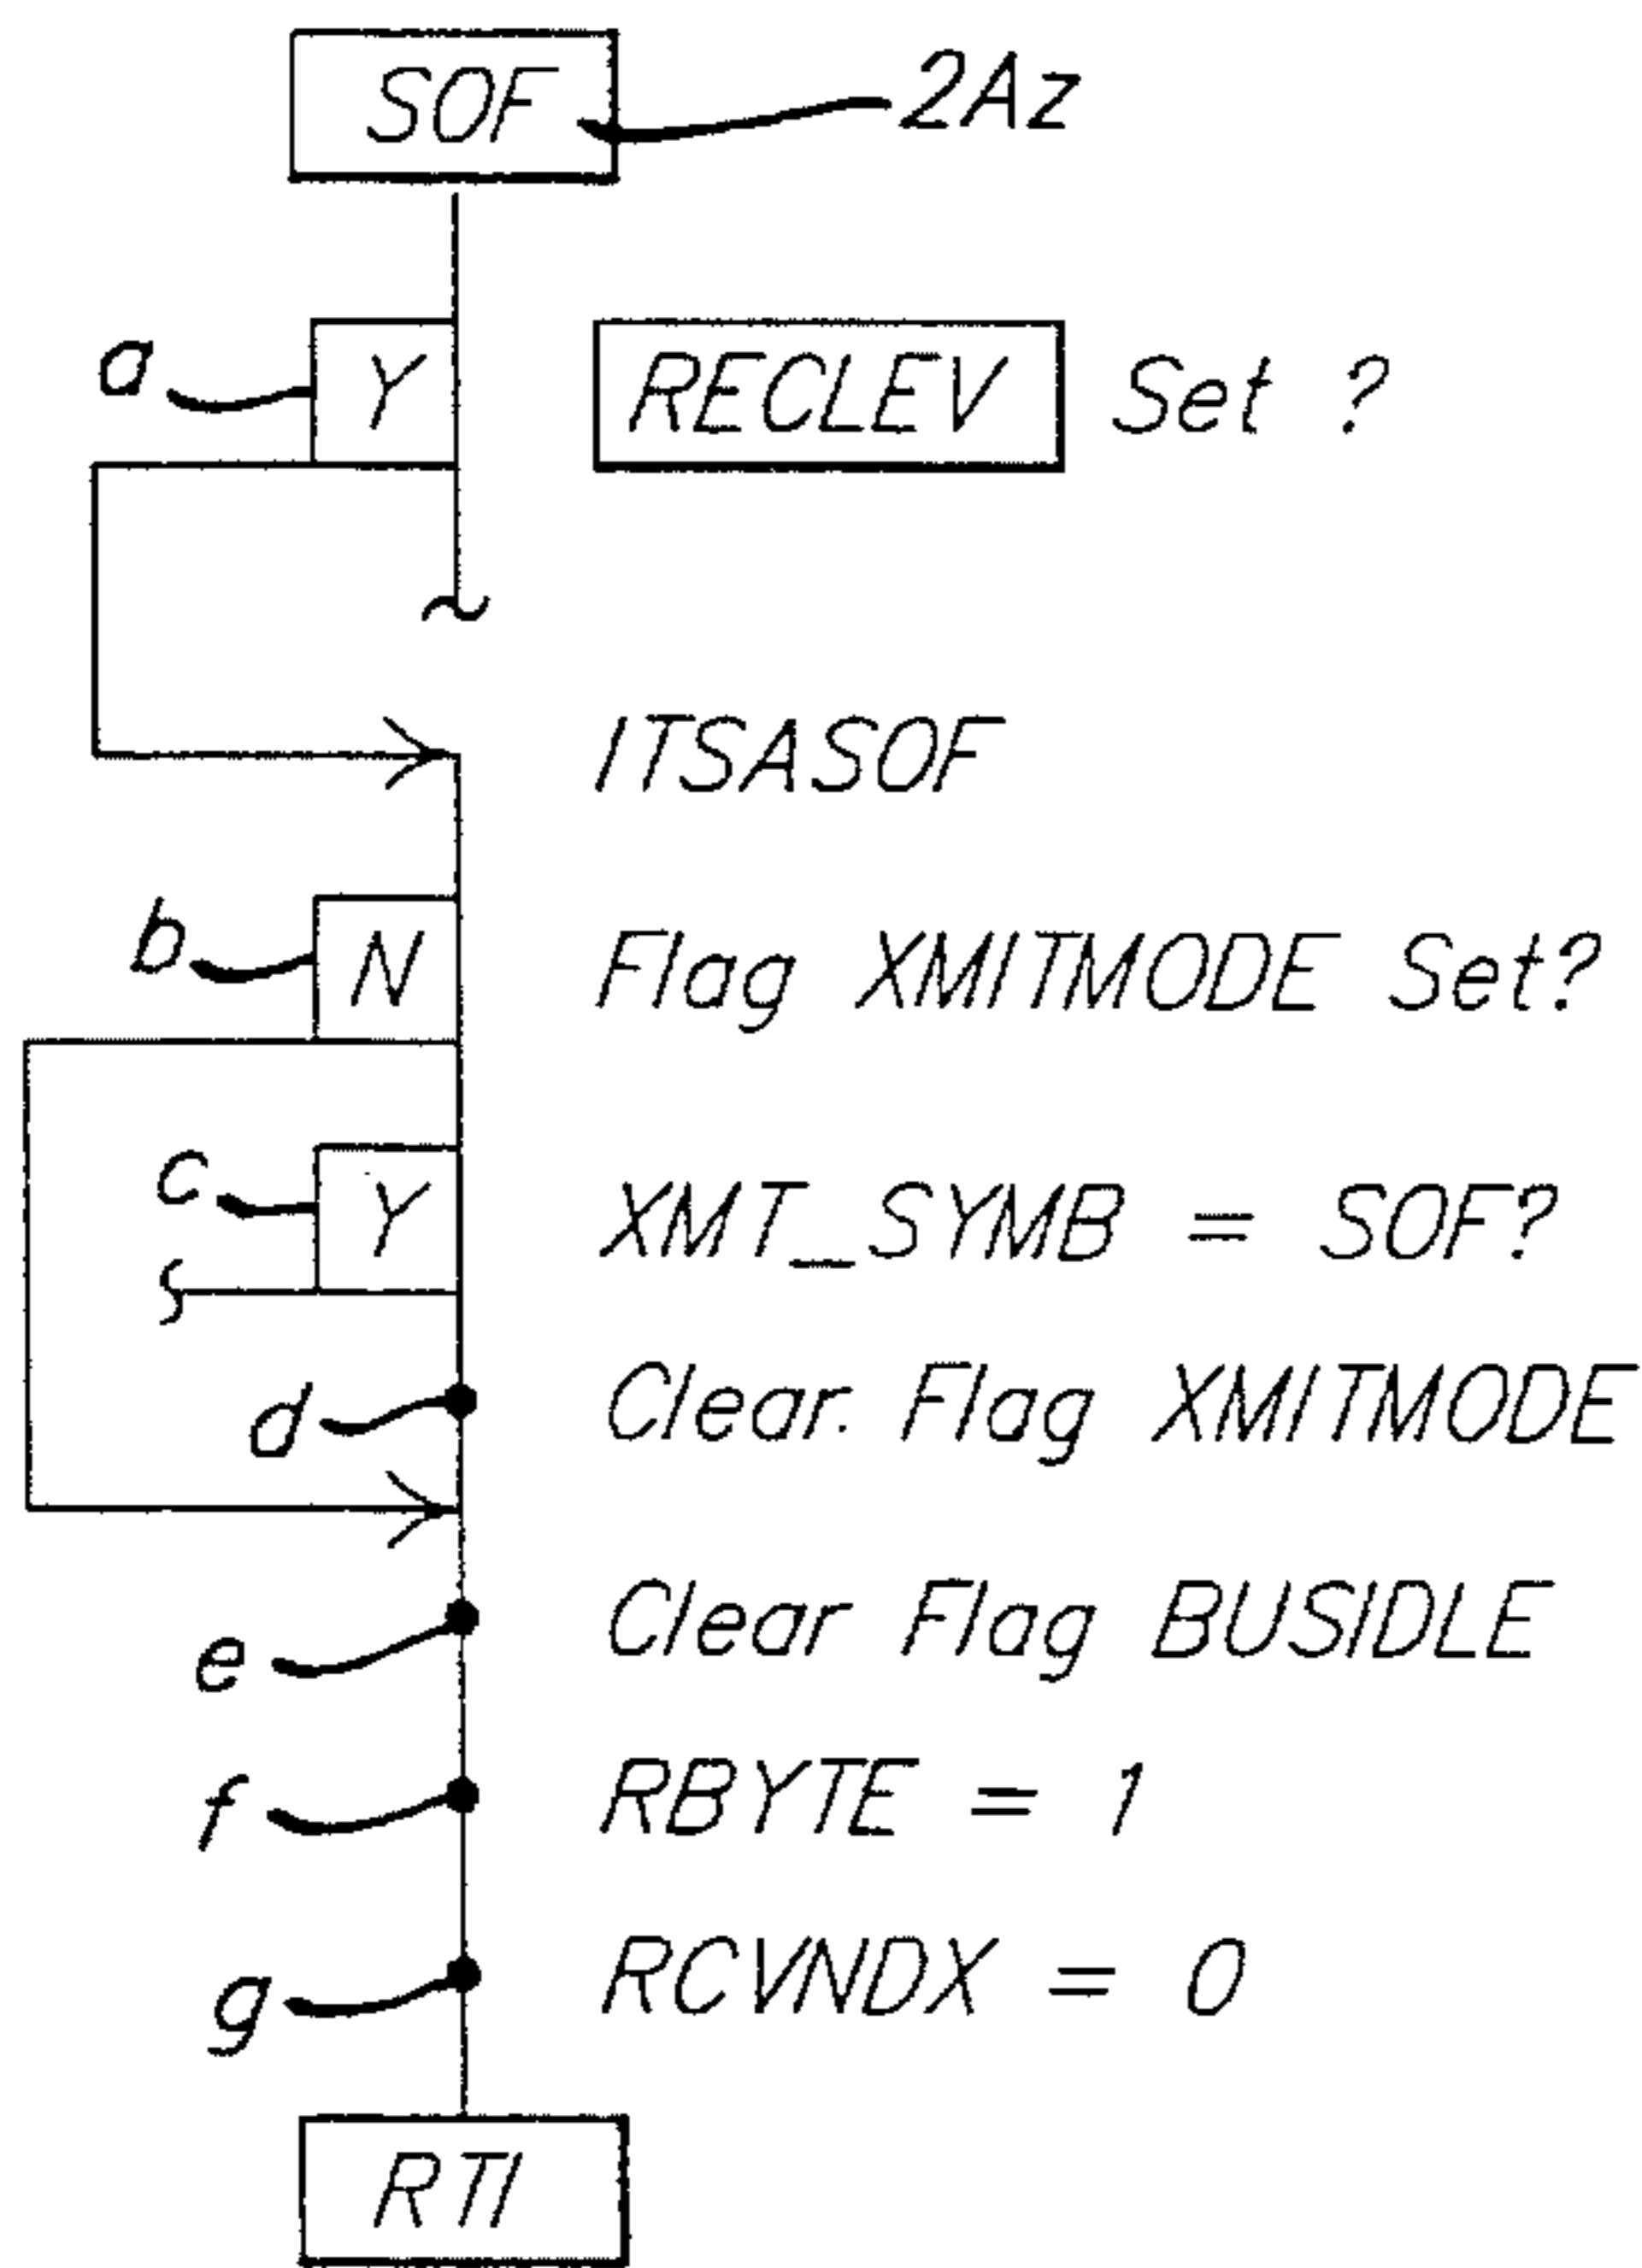 SOF 2Az
a Y RECLEV Set ?
ITSASOF
b N Flag XMITMODE Set?
c Y XMT_SYMB = SOF?
d Clear. Flag XMITMODE
e Clear Flag BUSIDLE
f RBYTE = 1
g RCVNDX = 0
RTI